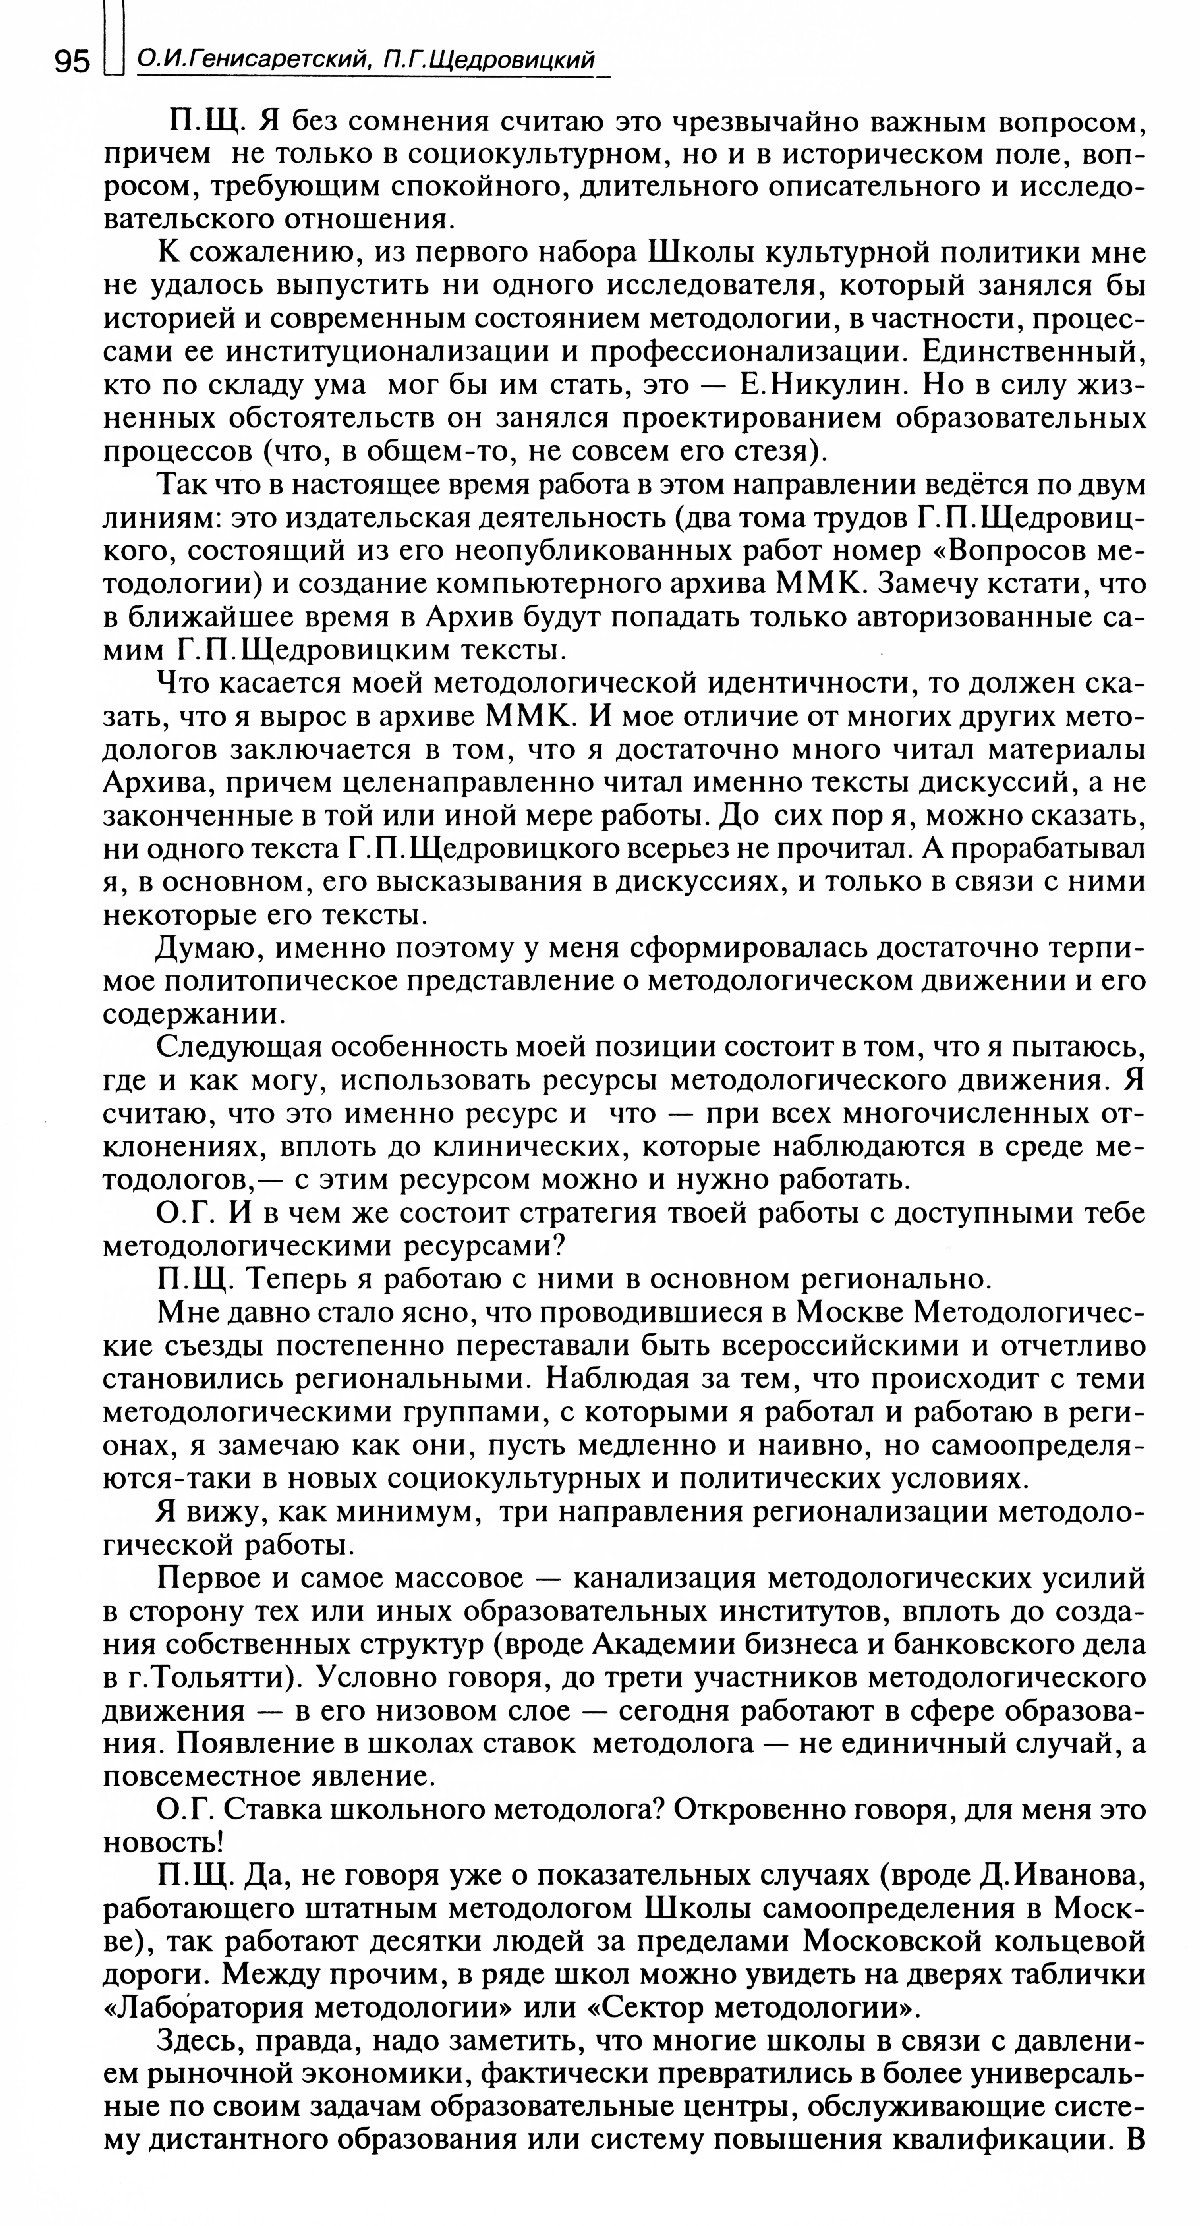 95 О.И.Генисаретский, П.Г.Щедровицкий
П.Щ. Я без сомнения считаю это чрезвычайно важным вопросом,
причем не только в социокультурном, но и в историческом поле, воп-
росом, требующим спокойного, длительного описательного и исследо-
вательского отношения.
К сожалению, из первого набора Школы культурной политики мне
не удалось выпустить ни одного исследователя, который занялся бы
историей и современным состоянием методологии, в частности, процес-
сами ее институционализации и профессионализации. Единственный,
кто по складу ума мог бы им стать, это — Е.Никулин. Но в силу жиз-
ненных обстоятельств он занялся проектированием образовательных
процессов (что, в общем-то, не совсем его стезя).
Так что в настоящее время работа в этом направлении ведётся по двум
линиям: это издательская деятельность (два тома трудов Г.П.Щедровиц-
кого, состоящий из его неопубликованных работ номер «Вопросов ме-
тодологии) и создание компьютерного архива ММК. Замечу кстати, что
в ближайшее время в Архив будут попадать только авторизованные са-
мим Г.П.Щедровицким тексты.
Что касается моей методологической идентичности, то должен ска-
зать, что я вырос в архиве ММК. И мое отличие от многих других мето-
дологов заключается в том, что я достаточно много читал материалы
Архива, причем целенаправленно читал именно тексты дискуссий, а не
законченные в той или иной мере работы. До сих пор я, можно сказать,
ни одного текста Г.П.Щедровицкого всерьез не прочитал. А прорабатывал
я, в основном, его высказывания в дискуссиях, и только в связи с ними
некоторые его тексты.
Думаю, именно поэтому у меня сформировалась достаточно терпи-
мое политопическое представление о методологическом движении и его
содержании.
Следующая особенность моей позиции состоит в том, что я пытаюсь,
где и как могу, использовать ресурсы методологического движения. Я
считаю, что это именно ресурс и что — при всех многочисленных от-
клонениях, вплоть до клинических, которые наблюдаются в среде ме-
тодологов,— с этим ресурсом можно и нужно работать.
О.Г. И в чем же состоит стратегия твоей работы с доступными тебе
методологическими ресурсами?
П.Щ. Теперь я работаю с ними в основном регионально.
Мне давно стало ясно, что проводившиеся в Москве Методологичес-
кие съезды постепенно переставали быть всероссийскими и отчетливо
становились региональными. Наблюдая за тем, что происходит с теми
методологическими группами, с которыми я работал и работаю в реги-
онах, я замечаю как они, пусть медленно и наивно, но самоопределя-
ются-таки в новых социокультурных и политических условиях.
Я вижу, как минимум, три направления регионализации методоло-
гической работы.
Первое и самое массовое — канализация методологических усилий
в сторону тех или иных образовательных институтов, вплоть до созда-
ния собственных структур (вроде Академии бизнеса и банковского дела
в г.Тольятти). Условно говоря, до трети участников методологического
движения — в его низовом слое — сегодня работают в сфере образова-
ния. Появление в школах ставок методолога — не единичный случай, а
повсеместное явление.
О.Г. Ставка школьного методолога? Откровенно говоря, для меня это
новость!
П.Щ. Да, не говоря уже о показательных случаях (вроде Д.Иванова,
работающего штатным методологом Школы самоопределения в Моск-
ве), так работают десятки людей за пределами Московской кольцевой
дороги. Между прочим, в ряде школ можно увидеть на дверях таблички
«Лаборатория методологии» или «Сектор методологии».
Здесь, правда, надо заметить, что многие школы в связи с давлени-
ем рыночной экономики, фактически превратились в более универсаль-
ные по своим задачам образовательные центры, обслуживающие систе-
му дистантного образования или систему повышения квалификации. В